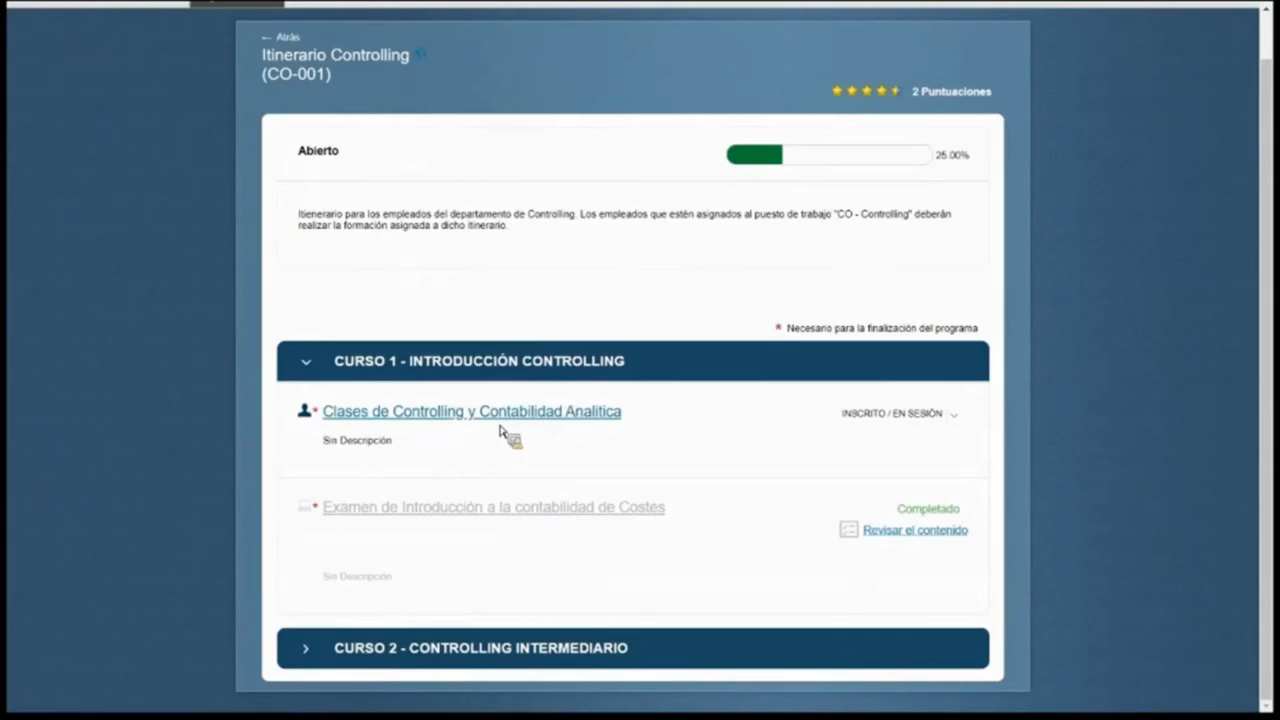 ← Atrás
Itinerario Controlling
(CO-001)
2 Puntuaciones
Abierto
25.00%
Itienerario para los empleados del departamento de Controlling. Los empleados que estén asignados al puesto de trabajo "CO - Controlling" deberán
realizar la formación asignada a dicho itinerario.
* Necesario para la finalización del programa
CURSO 1 - INTRODUCCIÓN CONTROLLING
* Clases de Controlling y Contabilidad Analitica
INSCRITO / EN SESIÓN
Sin Descripción
* Examen de Introducción a la contabilidad de Costes
Completado
Revisar el contenido
Sin Descripción
CURSO 2 - CONTROLLING INTERMEDIARIO